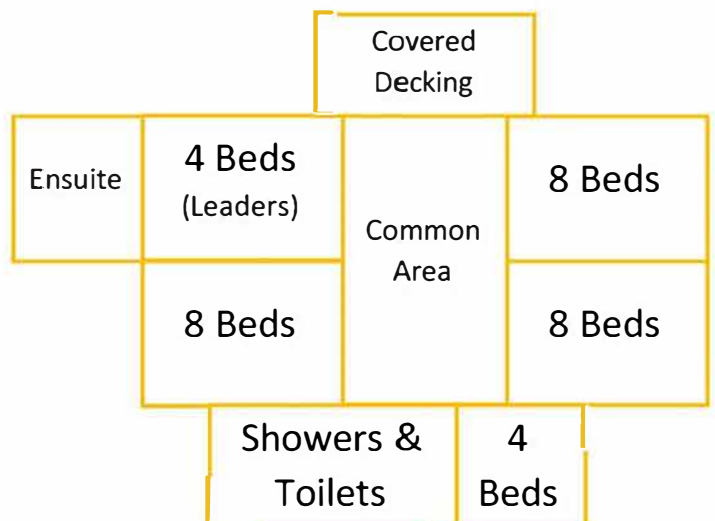 Covered
Decking
Ensuite
4 Beds
(Leaders)
Common
Area
8 Beds
8 Beds
8 Beds
Showers &
Toilets
4
Beds